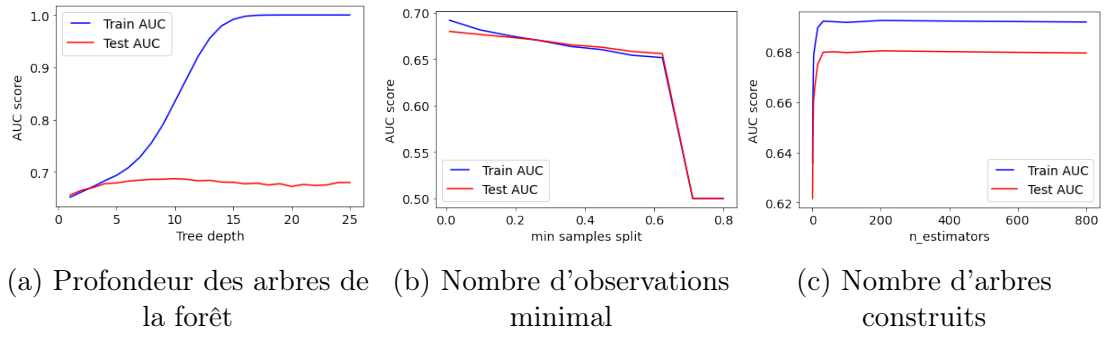 1.0
0.9
0.8
0.7
AUC score
Train AUC
Test AUC
0 5 10 15 20 25
Tree depth
0.70
0.65
0.60
0.55
0.50
AUC score
Train AUC
Test AUC
0.0 0.2 0.4 0.6 0.8
min samples split
0.68
0.66
0.64
0.62
AUC score
Train AUC
Test AUC
0 200 400 600 800
n_estimators
(a) Profondeur des arbres de
la forêt
(b) Nombre d'observations
minimal
(c) Nombre d'arbres
construits